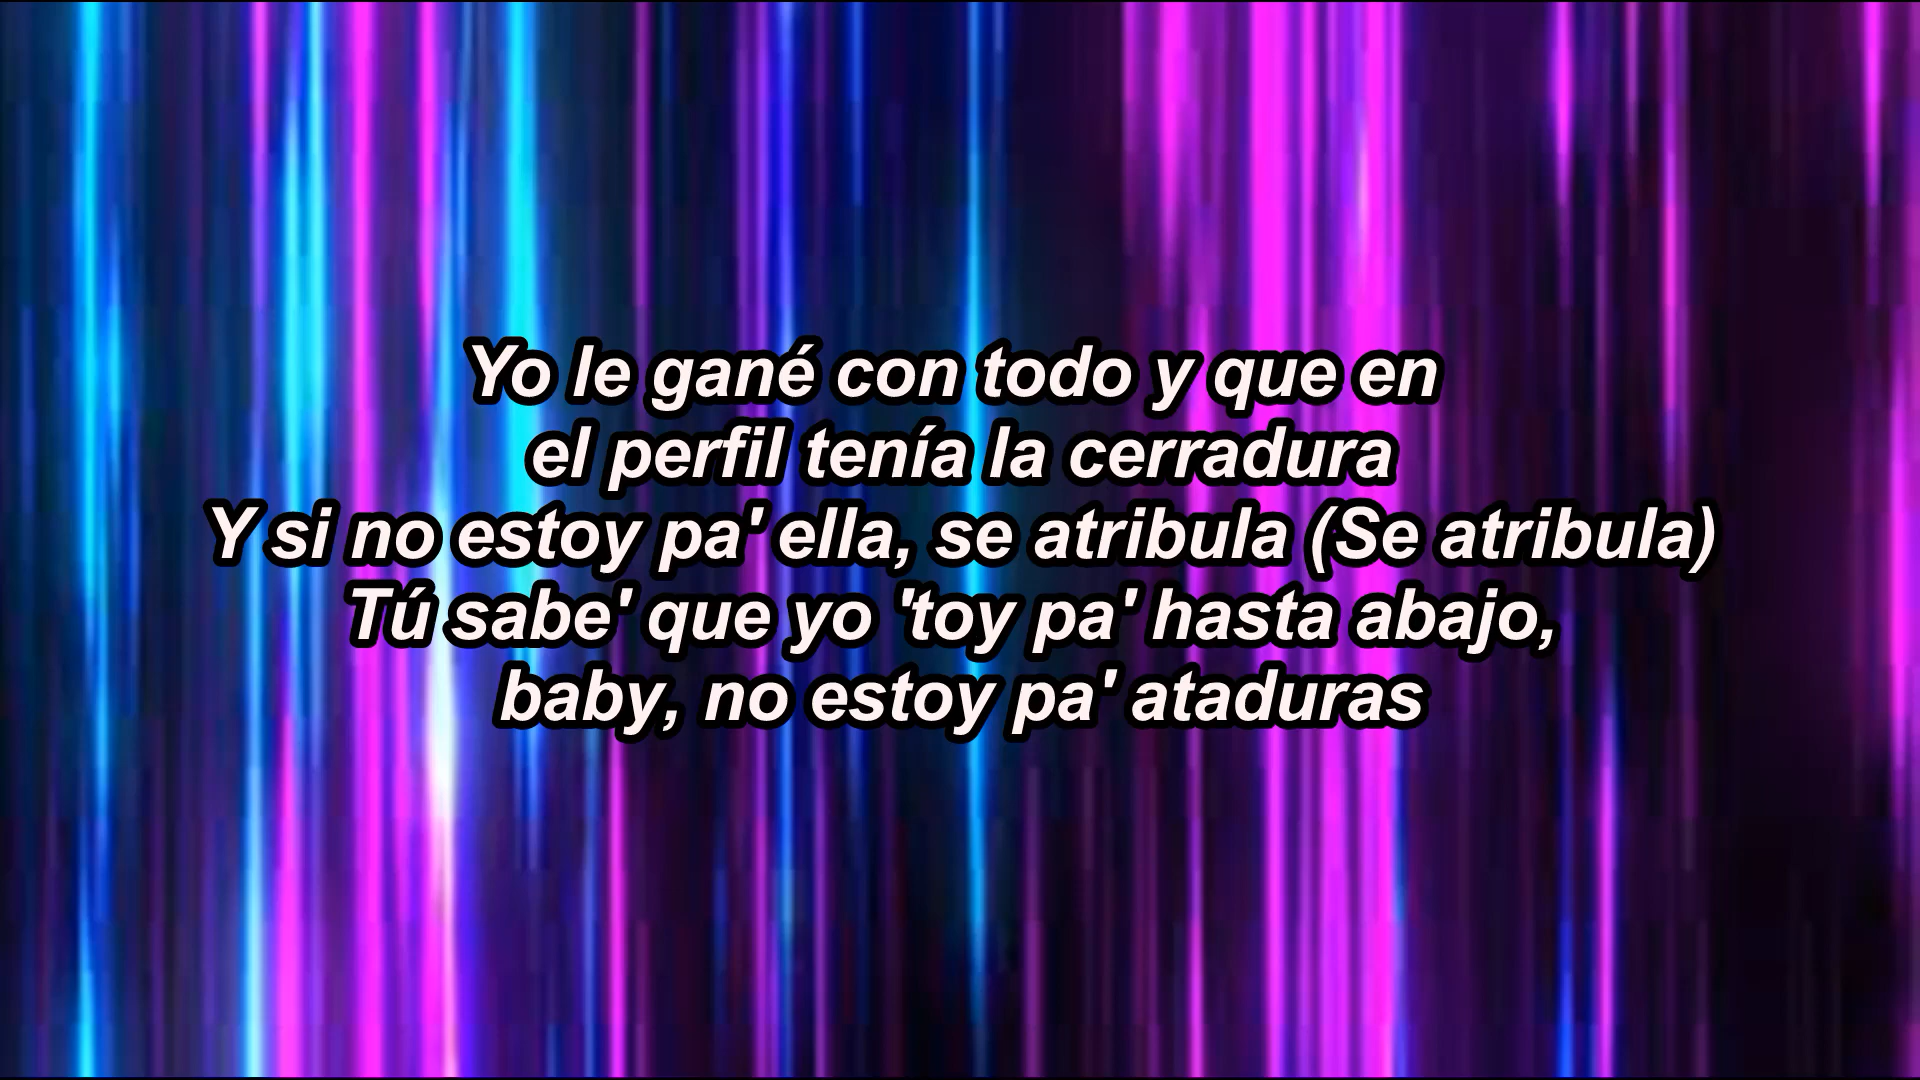 Yo le gané con todo y que en
el perfil tenía la cerradura
Y si no estoy pa' ella, se atribula (Se atribula)
Tú sabe' que yo 'toy pa' hasta abajo,
baby, no estoy pa' ataduras